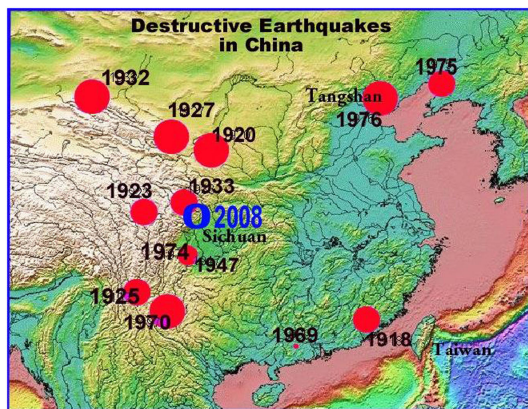 Destructive Earthquakes
in China
1932
1975
Tangshan
1976
1927
1920
1923
1933
2008
Sichuan
1974
1947
1925
1970
1969
1918
Taiwan